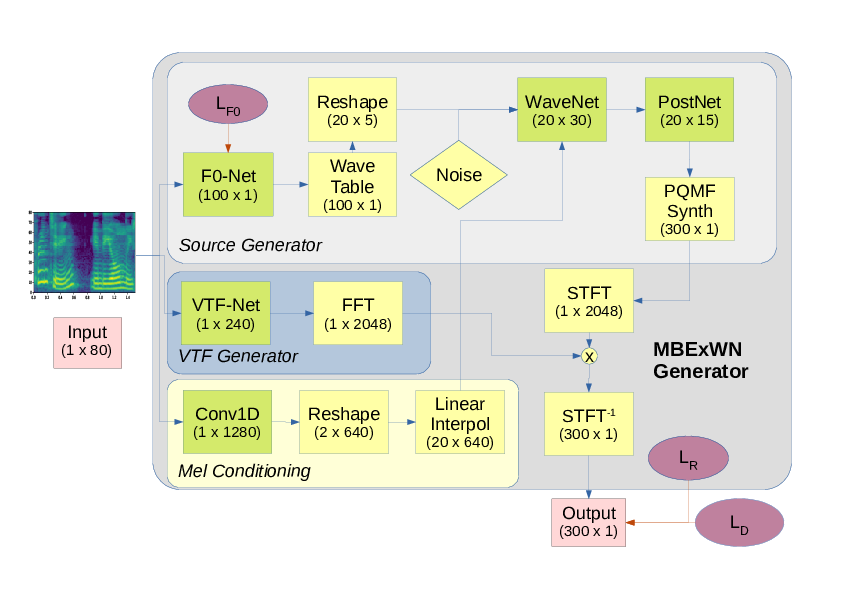 L_F0
Reshape
(20 x 5)
WaveNet
(20 x 30)
PostNet
(20 x 15)
F0-Net
(100 x 1)
Wave
Table
(100 x 1)
Noise
PQMF
Synth
(300 x 1)
Source Generator
Input
(1 x 80)
VTF-Net
(1 x 240)
FFT
(1 x 2048)
VTF Generator
STFT
(1 x 2048)
x
MBExWN
Generator
Conv1D
(1 x 1280)
Reshape
(2 x 640)
Linear
Interpol
(20 x 640)
Mel Conditioning
STFT⁻¹
(300 x 1)
L_R
Output
(300 x 1)
L_D